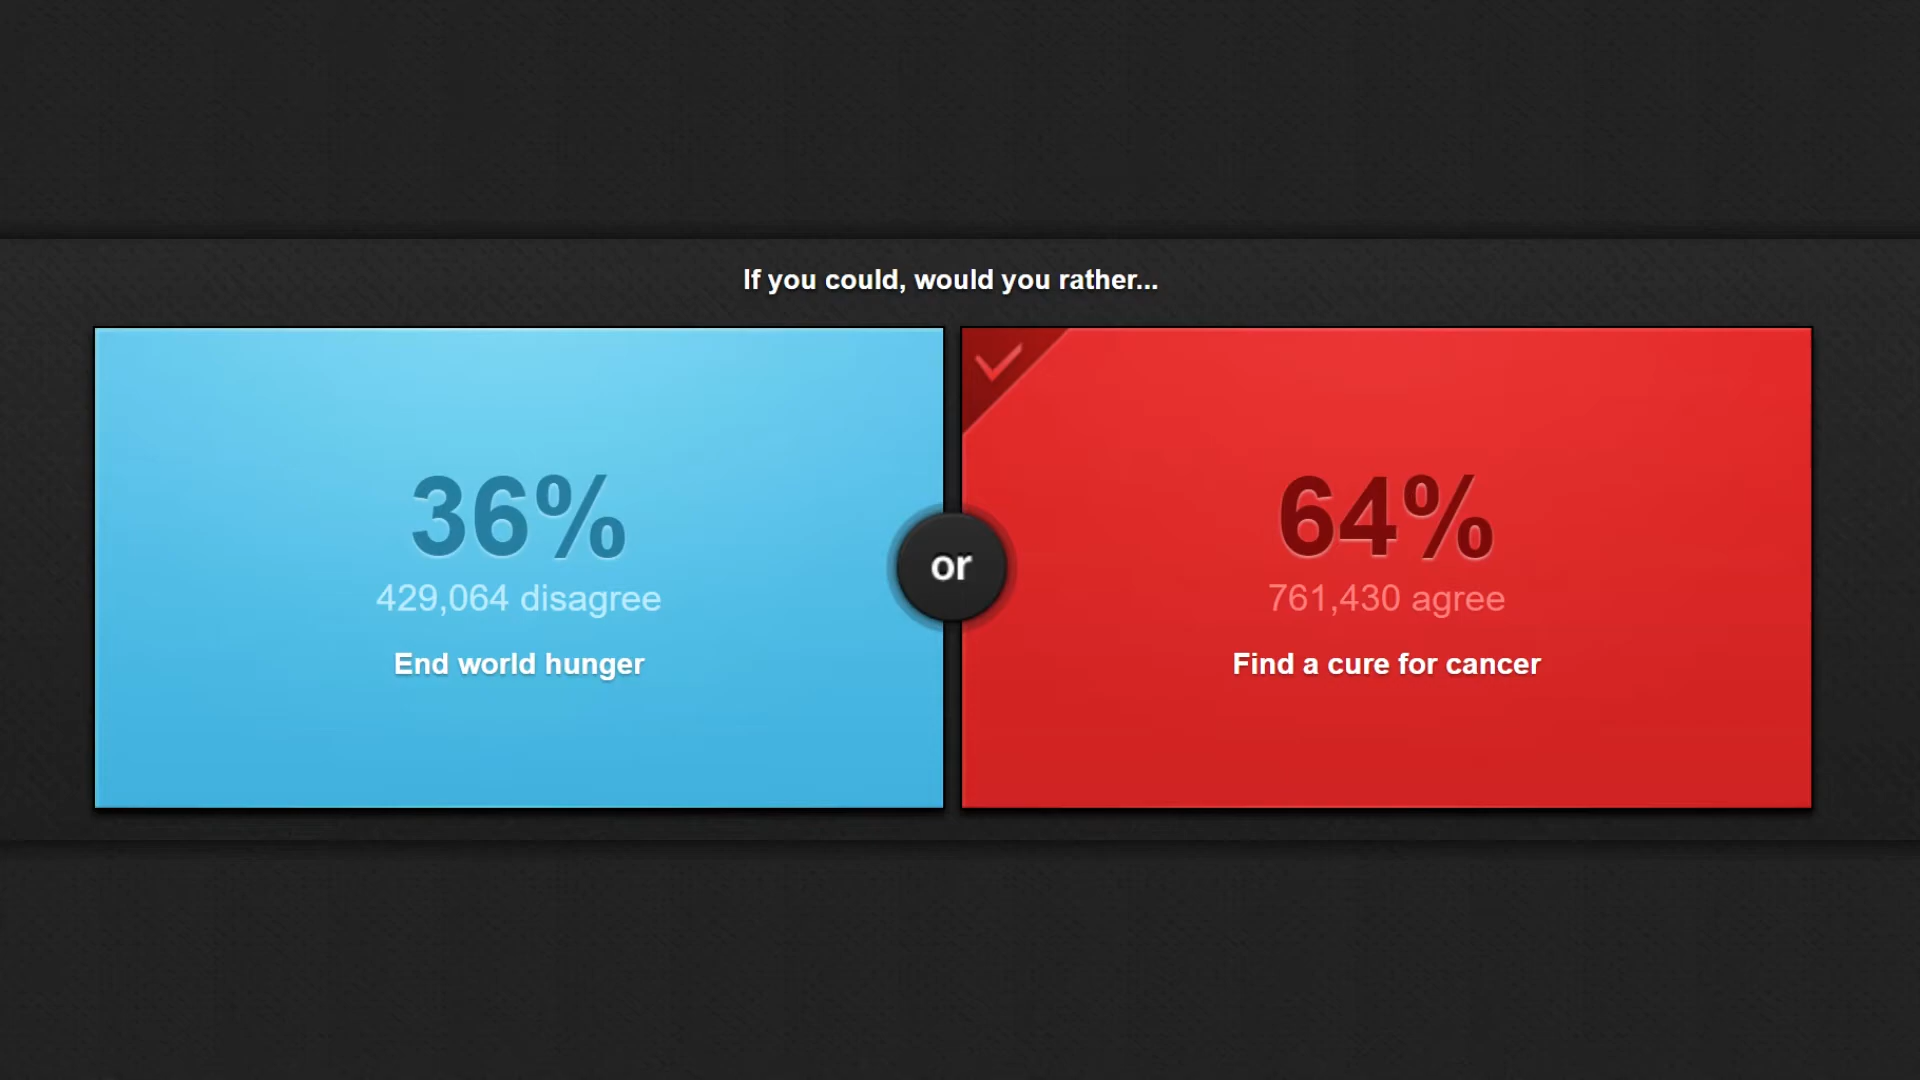 If you could, would you rather...
36%
429,064 disagree
End world hunger
or
64%
761,430 agree
Find a cure for cancer